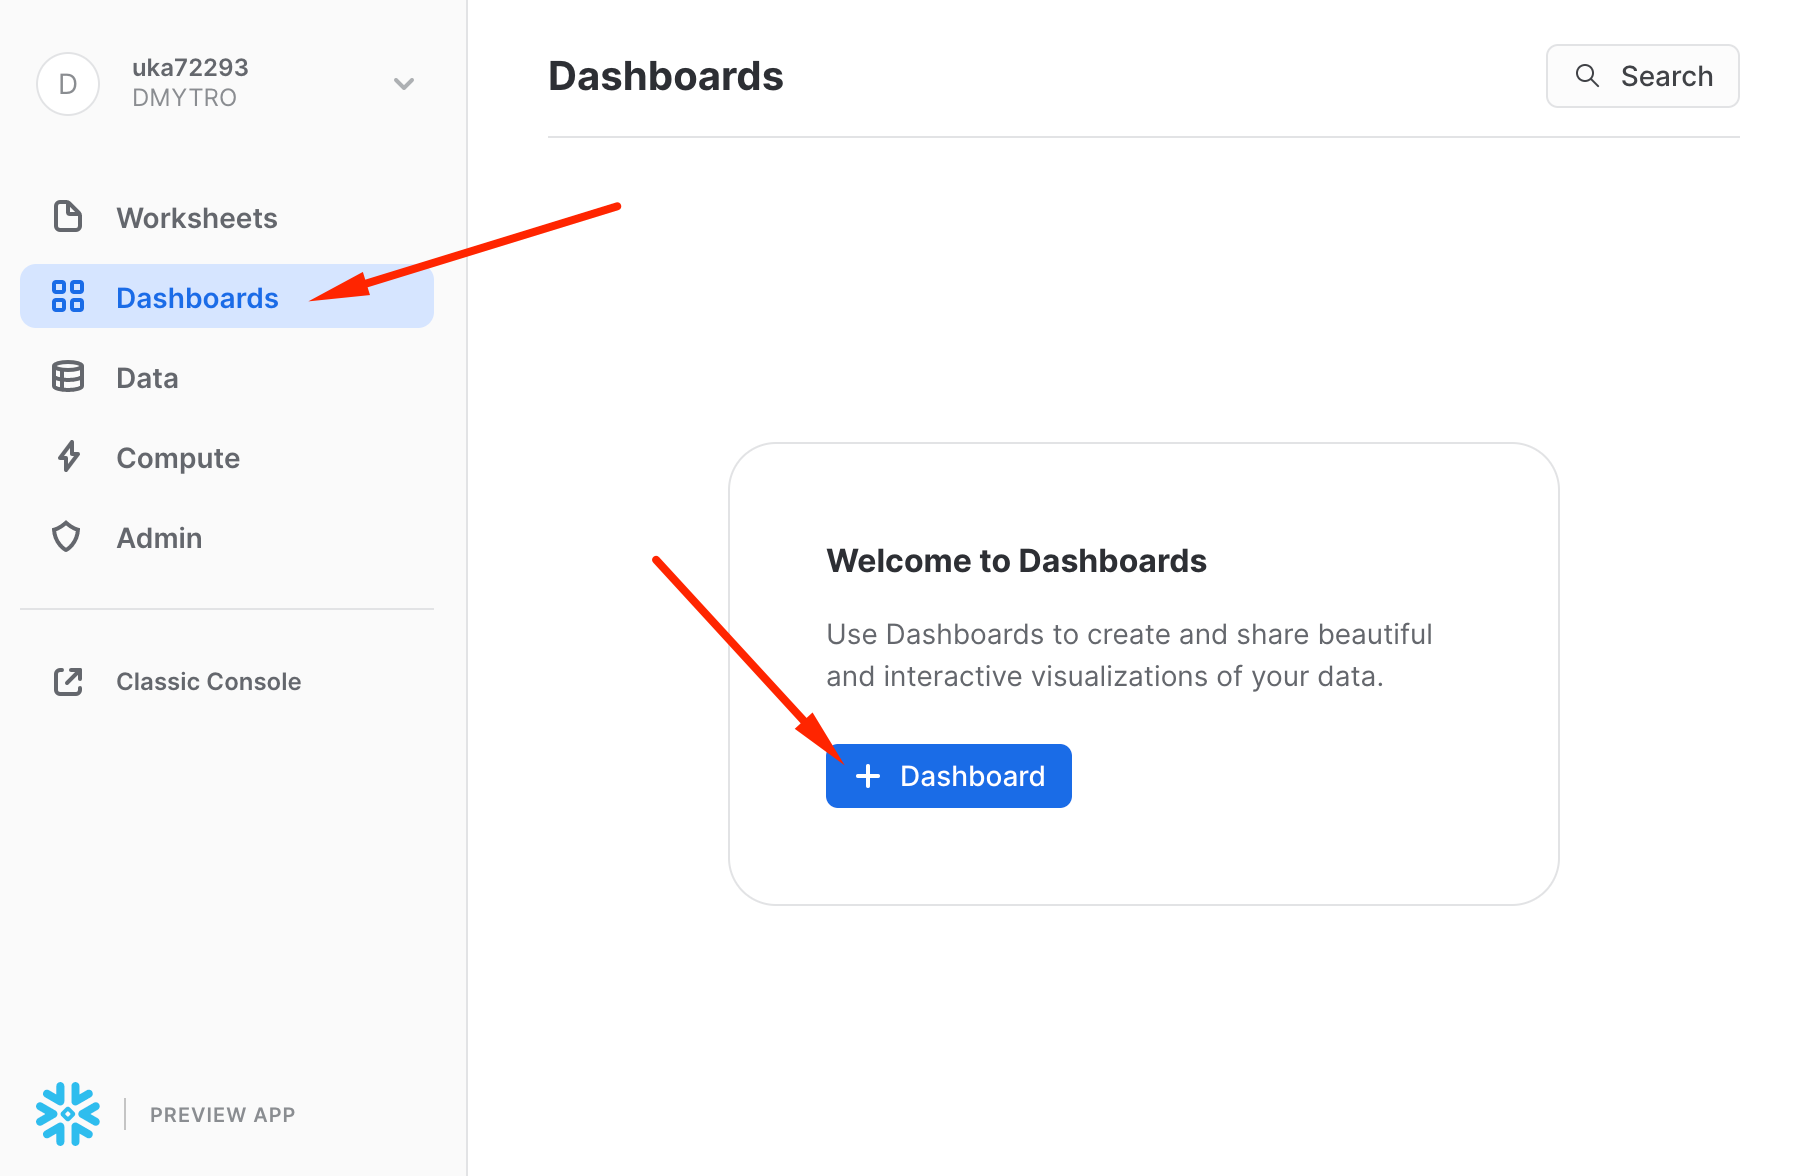 D
uka72293
DMYTRO
Worksheets
Dashboards
Data
Compute
Admin
Classic Console
PREVIEW APP
Dashboards
Search
Welcome to Dashboards
Use Dashboards to create and share beautiful
and interactive visualizations of your data.
+ Dashboard